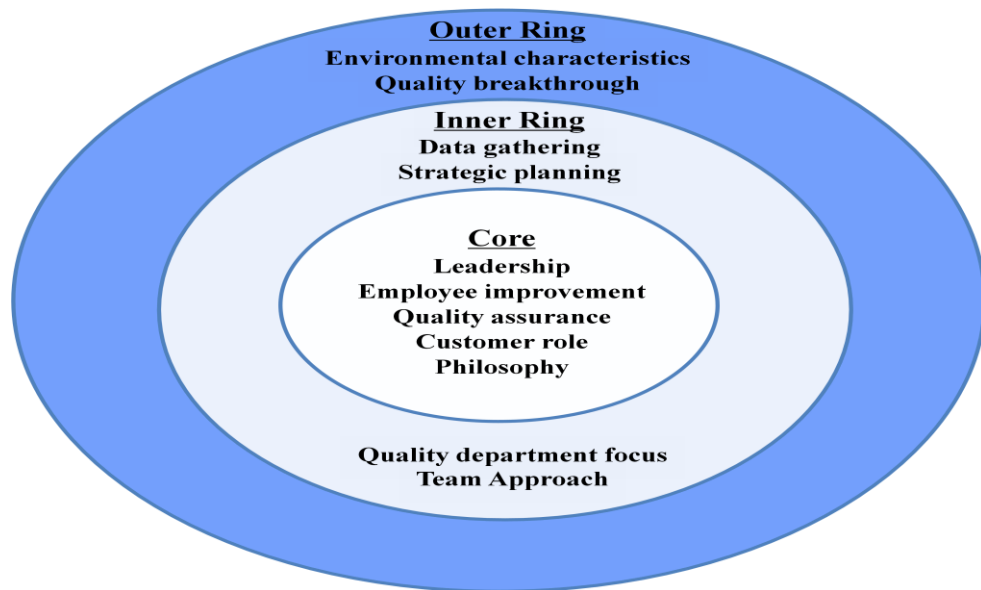 Outer Ring
Environmental characteristics
Quality breakthrough
Inner Ring
Data gathering
Strategic planning
Core
Leadership
Employee improvement
Quality assurance
Customer role
Philosophy
Quality department focus
Team Approach